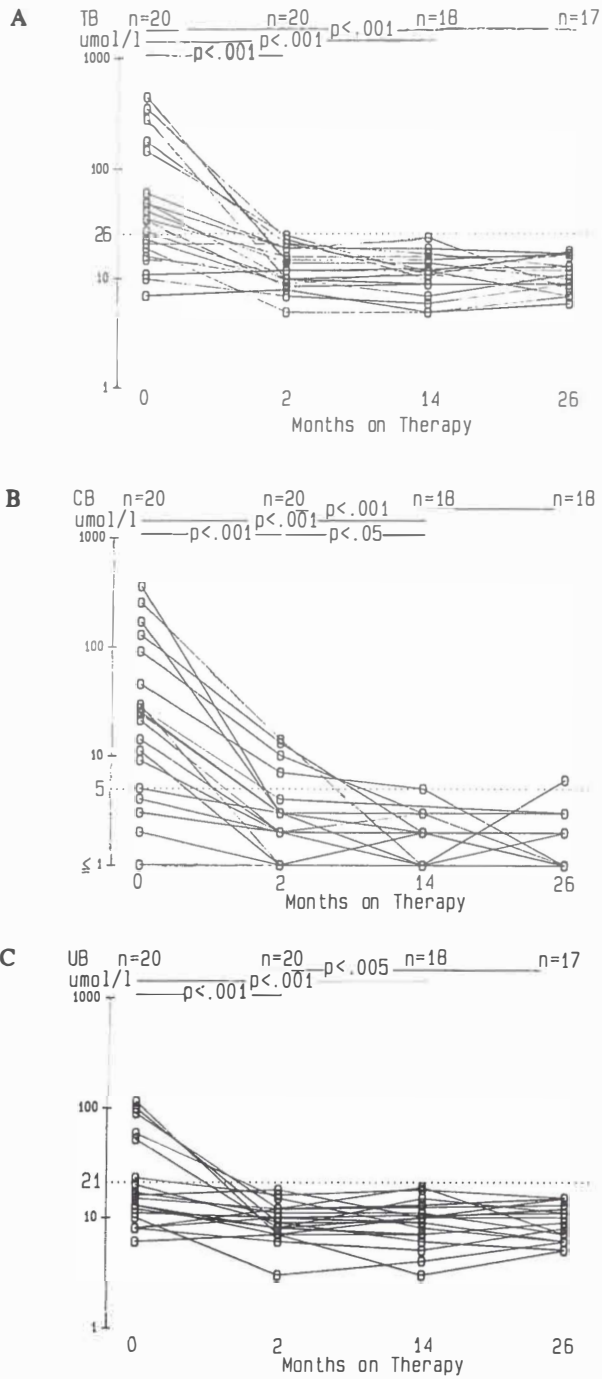 A TB n=20 n=20 n=18 n=17
p<.001
umol/l p<.001
p<.001
1000
100
26
10
1
0 2 14 26
Months on Therapy
B CB n=20 n=20 n=18 n=18
p<.001
umol/l p<.001
p<.001 p<.05
1000
100
10
5
≤ 1
0 2 14 26
Months on Therapy
C UB n=20 n=20 n=18 n=17
p<.005
umol/l p<.001
p<.001
1000
100
21
10
1
0 2 14 26
Months on Therapy